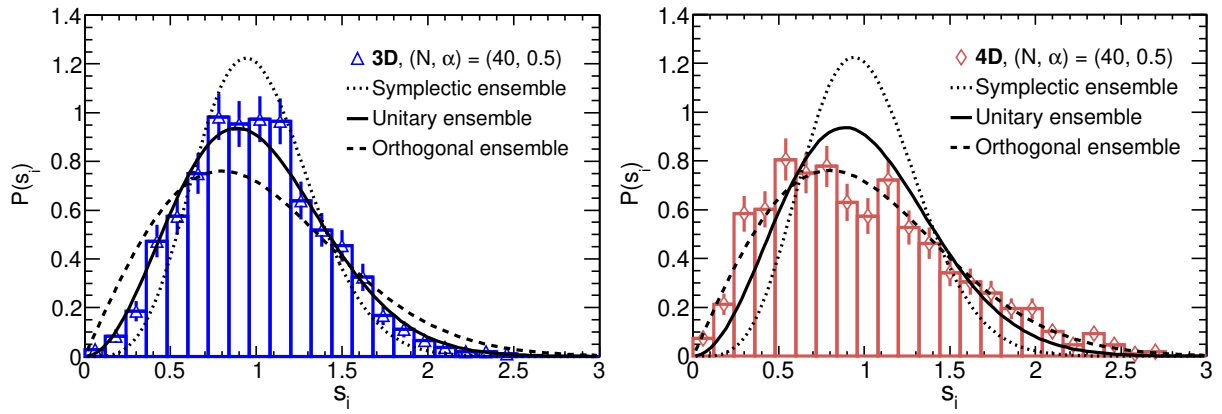 1.4
1.2
1
0.8
0.6
0.4
0.2
0
P(s_i)
3D, (N, α) = (40, 0.5)
Symplectic ensemble
Unitary ensemble
Orthogonal ensemble
0 0.5 1 1.5 2 2.5 3
s_i
1.4
1.2
1
0.8
0.6
0.4
0.2
0
P(s_i)
4D, (N, α) = (40, 0.5)
Symplectic ensemble
Unitary ensemble
Orthogonal ensemble
0 0.5 1 1.5 2 2.5 3
s_i